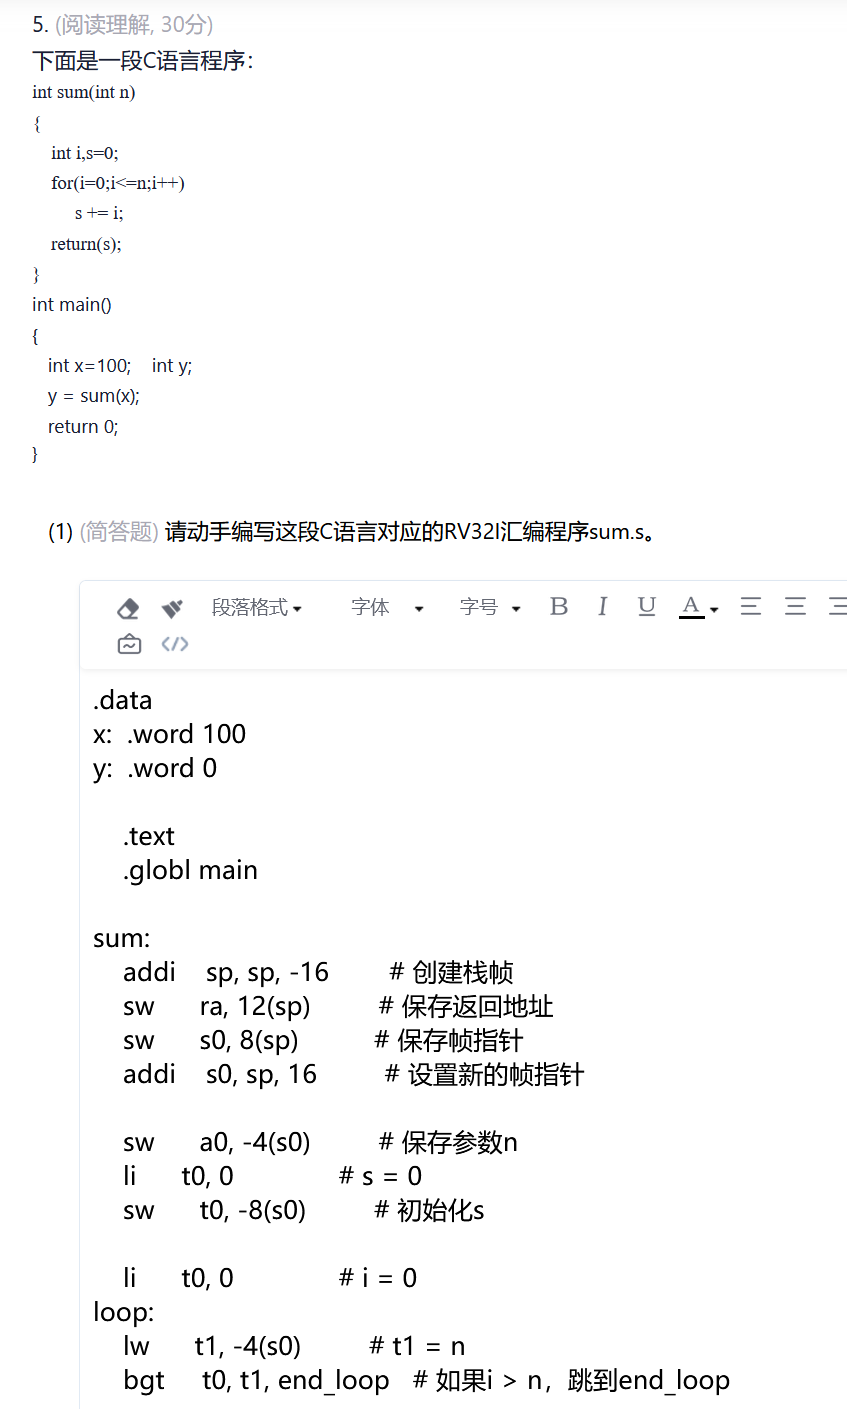 5. (阅读理解, 30分)
下面是一段C语言程序：
int sum(int n)
{
int i,s=0;
for(i=0;i<=n;i++)
s += i;
return(s);
}
int main()
{
int x=100; int y;
y = sum(x);
return 0;
}
(1) (简答题) 请动手编写这段C语言对应的RV32I汇编程序sum.s。
段落格式 字体 字号 B I U A
.data
x: .word 100
y: .word 0
.text
.globl main
sum:
addi sp, sp, -16 # 创建栈帧
sw ra, 12(sp) # 保存返回地址
sw s0, 8(sp) # 保存帧指针
addi s0, sp, 16 # 设置新的帧指针
sw a0, -4(s0) # 保存参数n
li t0, 0 # s = 0
sw t0, -8(s0) # 初始化s
li t0, 0 # i = 0
loop:
lw t1, -4(s0) # t1 = n
bgt t0, t1, end_loop # 如果i > n，跳到end_loop